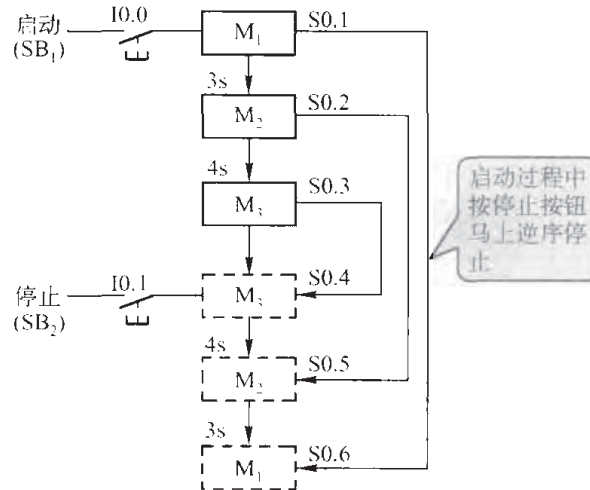 启动
(SB₁)
I0.0
M₁
S0.1
3s
M₂
S0.2
4s
M₃
S0.3
启动过程中
按停止按钮
马上逆序停
止
停止
(SB₂)
I0.1
M₃
S0.4
4s
M₂
S0.5
3s
M₁
S0.6